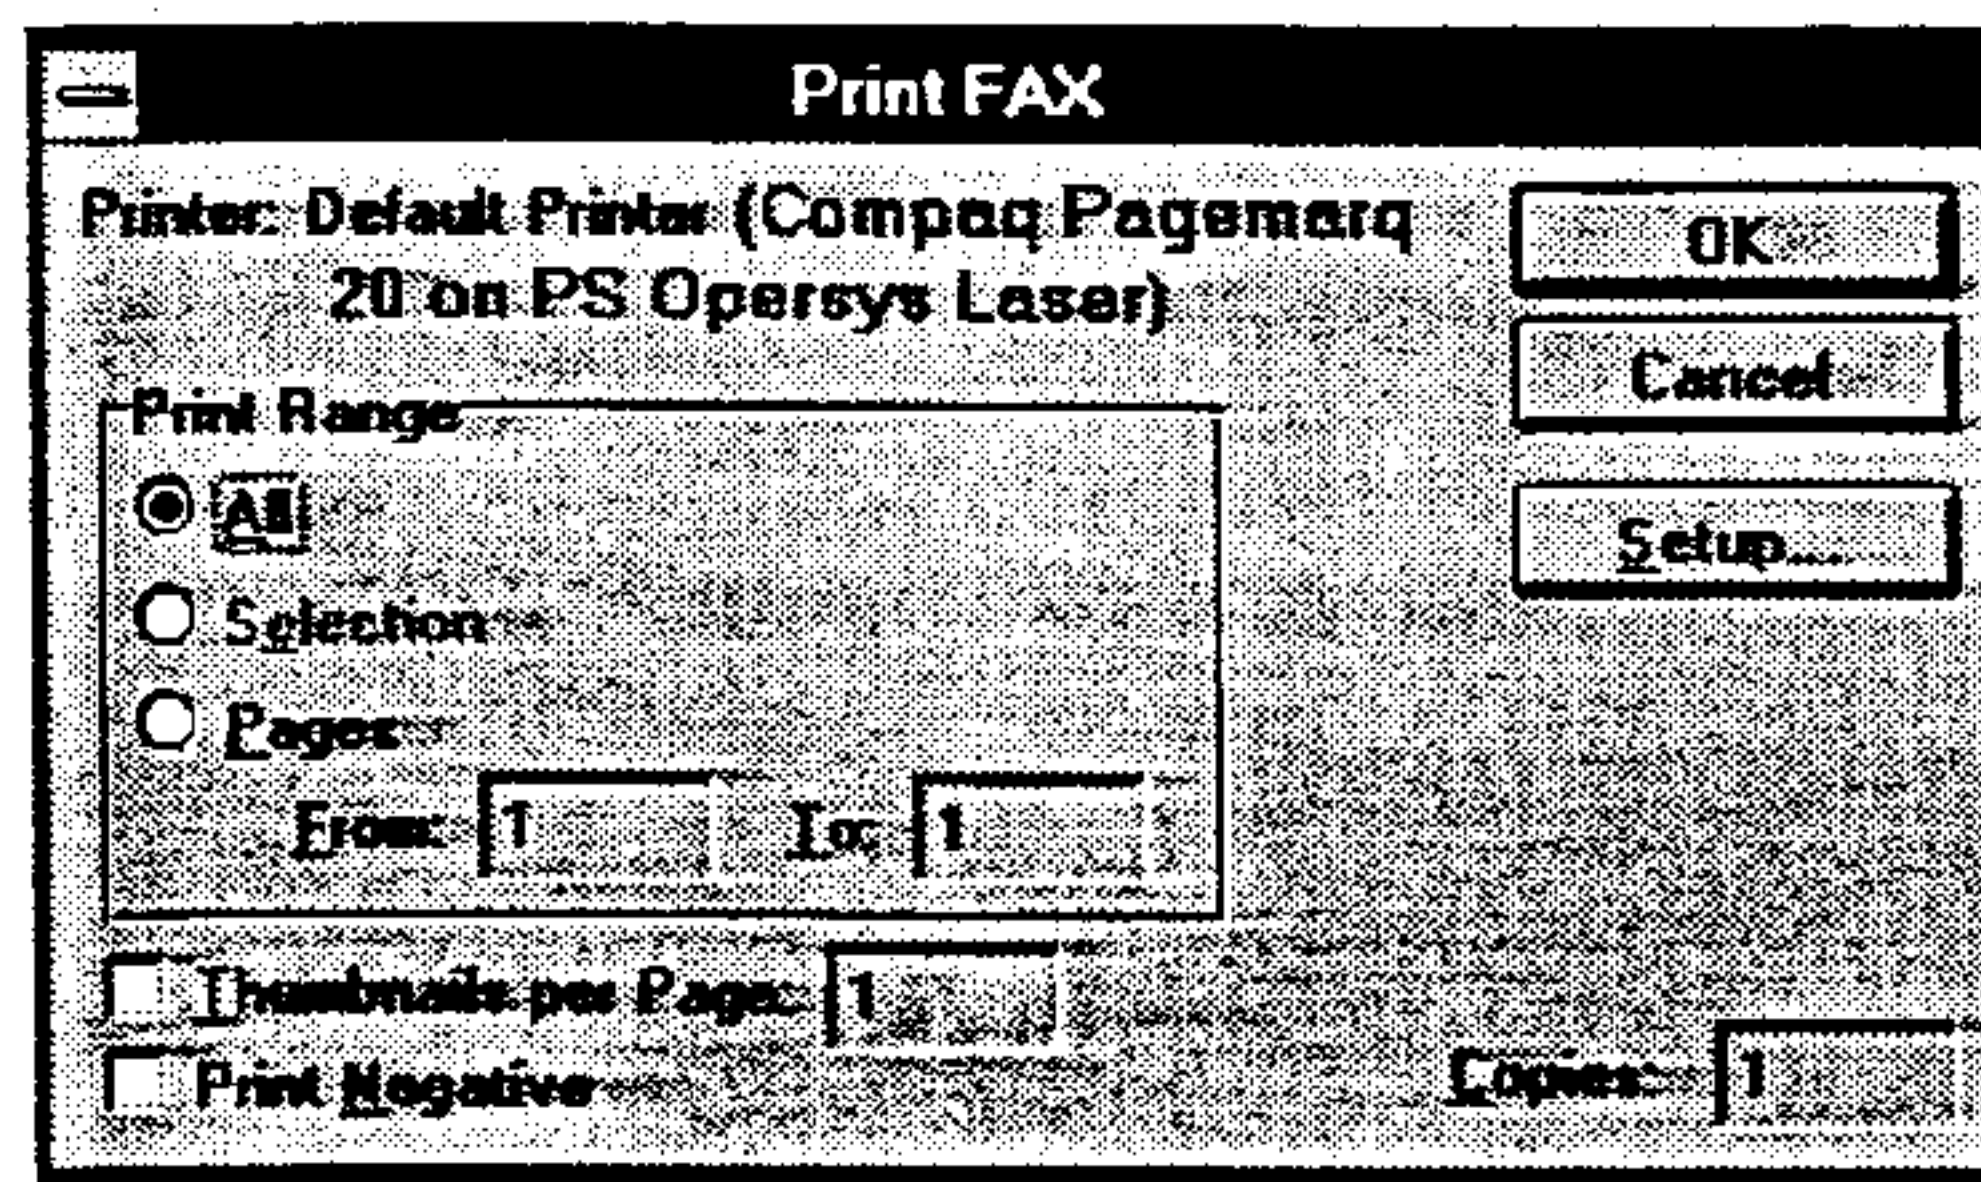 Print FAX
Printer: Default Printer (Compaq Pagemarq
20 on PS Opersys Laser)
OK
Cancel
Setup...
Print Range
All
Selection
Pages
From: 1 To: 1
Thumbnails per Page: 1
Print Negative
Copies: 1